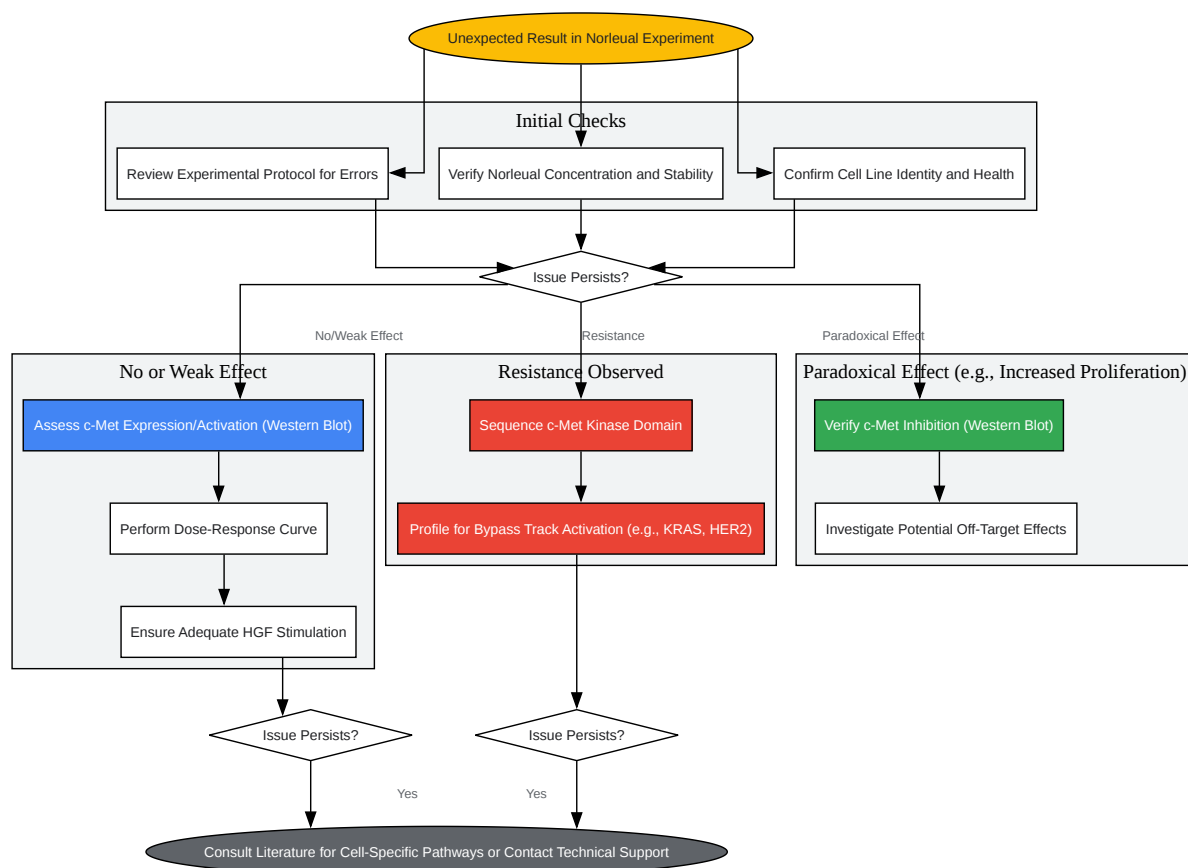 Unexpected Result in Norleual Experiment
Initial Checks
Review Experimental Protocol for Errors
Verify Norleual Concentration and Stability
Confirm Cell Line Identity and Health
Issue Persists?
No/Weak Effect
Resistance
Paradoxical Effect
No or Weak Effect
Resistance Observed
Paradoxical Effect (e.g., Increased Proliferation)
Assess c-Met Expression/Activation (Western Blot)
Sequence c-Met Kinase Domain
Verify c-Met Inhibition (Western Blot)
Perform Dose-Response Curve
Profile for Bypass Track Activation (e.g., KRAS, HER2)
Investigate Potential Off-Target Effects
Ensure Adequate HGF Stimulation
Issue Persists?
Issue Persists?
Yes
Yes
Consult Literature for Cell-Specific Pathways or Contact Technical Support